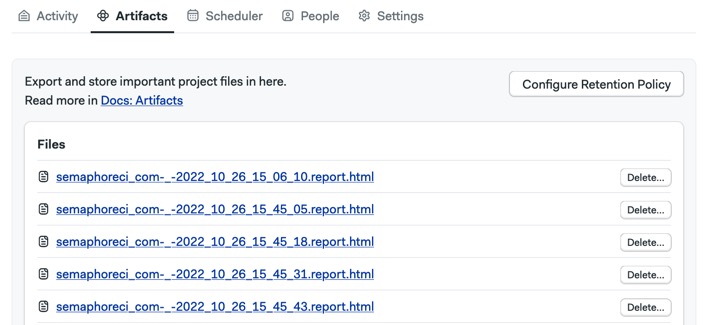 Activity Artifacts Scheduler People Settings
Export and store important project files in here.
Read more in Docs: Artifacts
Configure Retention Policy
Files
semaphoreci_com-_-2022_10_26_15_06_10.report.html Delete...
semaphoreci_com-_-2022_10_26_15_45_05.report.html Delete...
semaphoreci_com-_-2022_10_26_15_45_18.report.html Delete...
semaphoreci_com-_-2022_10_26_15_45_31.report.html Delete...
semaphoreci_com-_-2022_10_26_15_45_43.report.html Delete...